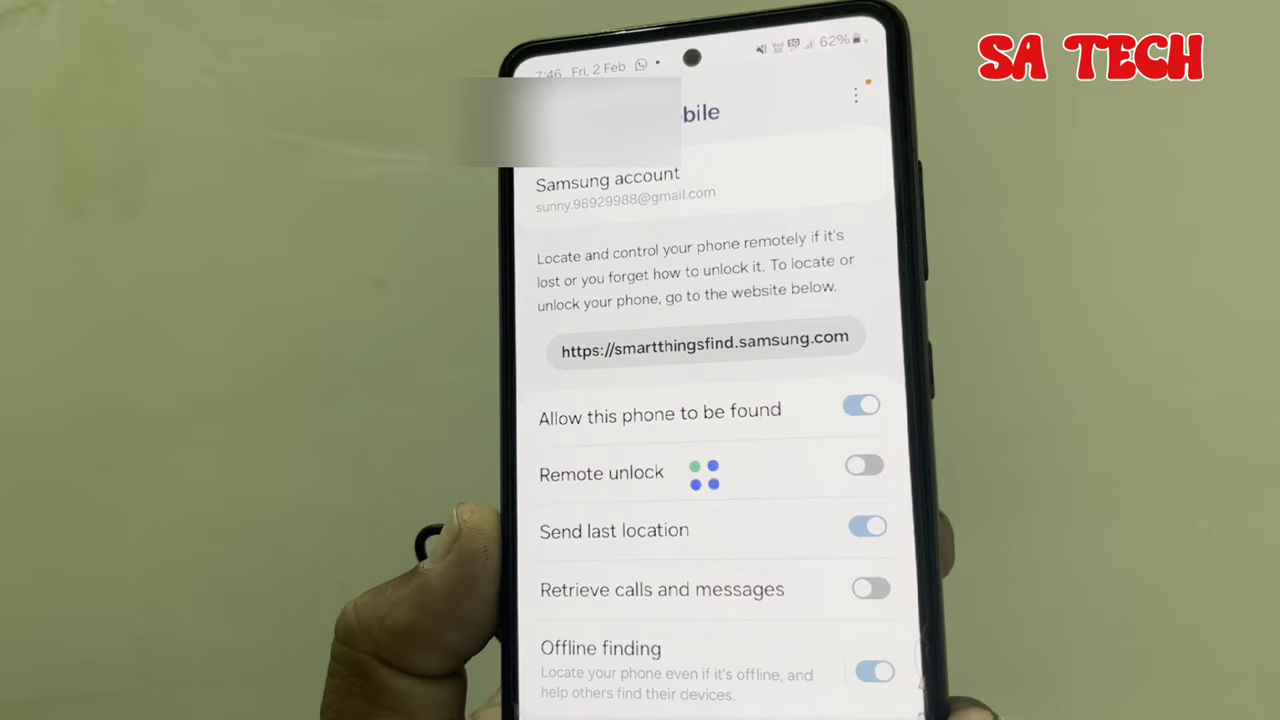 SA TECH
7:46 Fri, 2 Feb
62%
bile
Samsung account
sunny.98929988@gmail.com
Locate and control your phone remotely if it's
lost or you forget how to unlock it. To locate or
unlock your phone, go to the website below.
https://smartthingsfind.samsung.com
Allow this phone to be found
Remote unlock
Send last location
Retrieve calls and messages
Offline finding
Locate your phone even if it's offline, and
help others find their devices.